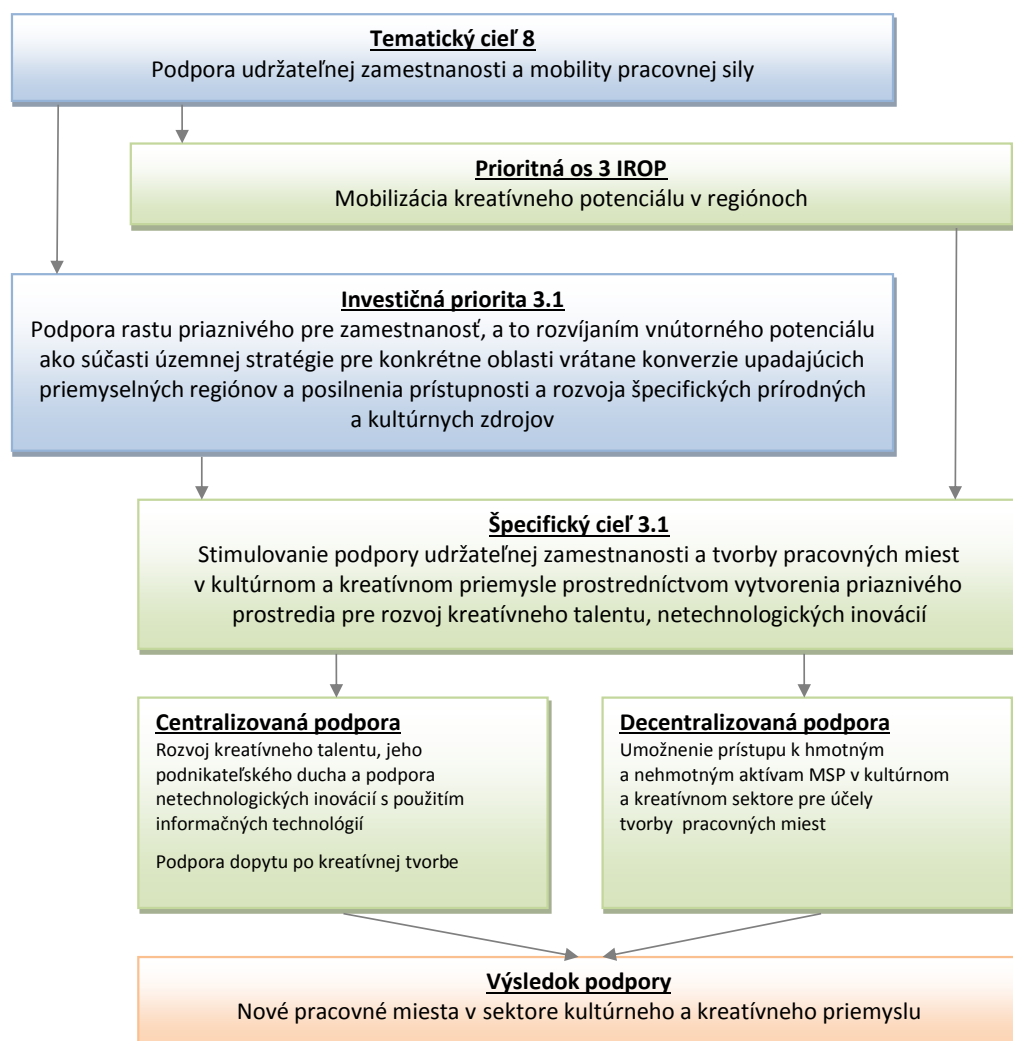 Tematický cieľ 8
Podpora udržateľnej zamestnanosti a mobility pracovnej sily
Prioritná os 3 IROP
Mobilizácia kreatívneho potenciálu v regiónoch
Investičná priorita 3.1
Podpora rastu priaznivého pre zamestnanosť, a to rozvíjaním vnútorného potenciálu
ako súčasti územnej stratégie pre konkrétne oblasti vrátane konverzie upadajúcich
priemyselných regiónov a posilnenia prístupnosti a rozvoja špecifických prírodných
a kultúrnych zdrojov
Špecifický cieľ 3.1
Stimulovanie podpory udržateľnej zamestnanosti a tvorby pracovných miest
v kultúrnom a kreatívnom priemysle prostredníctvom vytvorenia priaznivého
prostredia pre rozvoj kreatívneho talentu, netechnologických inovácií
Centralizovaná podpora
Rozvoj kreatívneho talentu, jeho
podnikateľského ducha a podpora
netechnologických inovácií s použitím
informačných technológií
Podpora dopytu po kreatívnej tvorbe
Decentralizovaná podpora
Umožnenie prístupu k hmotným
a nehmotným aktívam MSP v kultúrnom
a kreatívnom sektore pre účely
tvorby pracovných miest
Výsledok podpory
Nové pracovné miesta v sektore kultúrneho a kreatívneho priemyslu